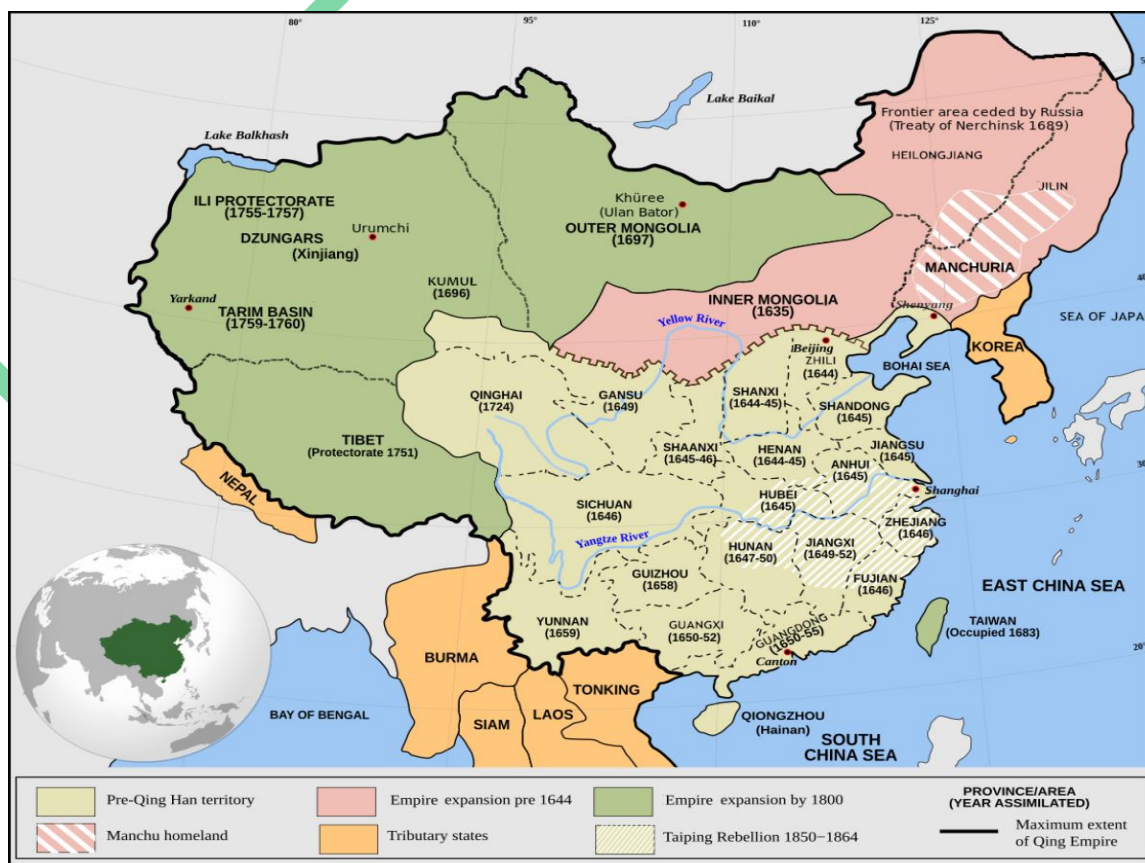 80°
95°
110°
125°
Lake Baikal
Lake Balkhash
Frontier area ceded by Russia
(Treaty of Nerchinsk 1689)
HEILONGJIANG
JILIN
ILI PROTECTORATE
(1755-1757)
DZUNGARS
(Xinjiang)
Urumchi
Khüree
(Ulan Bator)
OUTER MONGOLIA
(1697)
KUMUL
(1696)
MANCHURIA
Yarkand
TARIM BASIN
(1759-1760)
INNER MONGOLIA
(1635)
Shenyang
40
SEA OF JAPA
Yellow River
Beijing
ZHILI
(1644)
KOREA
BOHAI SEA
QINGHAI
(1724)
GANSU
(1649)
SHANXI
(1644-45)
SHANDONG
(1645)
TIBET
(Protectorate 1751)
SHAANXI
(1645-46)
HENAN
(1644-45)
JIANGSU
(1645)
ANHUI
(1645)
30
NEPAL
SICHUAN
(1646)
HUBEI
(1645)
Shanghai
Yangtze River
HUNAN
(1647-50)
JIANGXI
(1649-52)
ZHEJIANG
(1646)
GUIZHOU
(1658)
FUJIAN
(1646)
EAST CHINA SEA
YUNNAN
(1659)
GUANGXI
(1650-52)
GUANGDONG
(1650-55)
Canton
TAIWAN
(Occupied 1683)
20°
BURMA
TONKING
BAY OF BENGAL
SIAM
LAOS
QIONGZHOU
(Hainan)
SOUTH
CHINA SEA
Pre-Qing Han territory
Empire expansion pre 1644
Empire expansion by 1800
PROVINCE/AREA
(YEAR ASSIMILATED)
Manchu homeland
Tributary states
Taiping Rebellion 1850–1864
Maximum extent
of Qing Empire